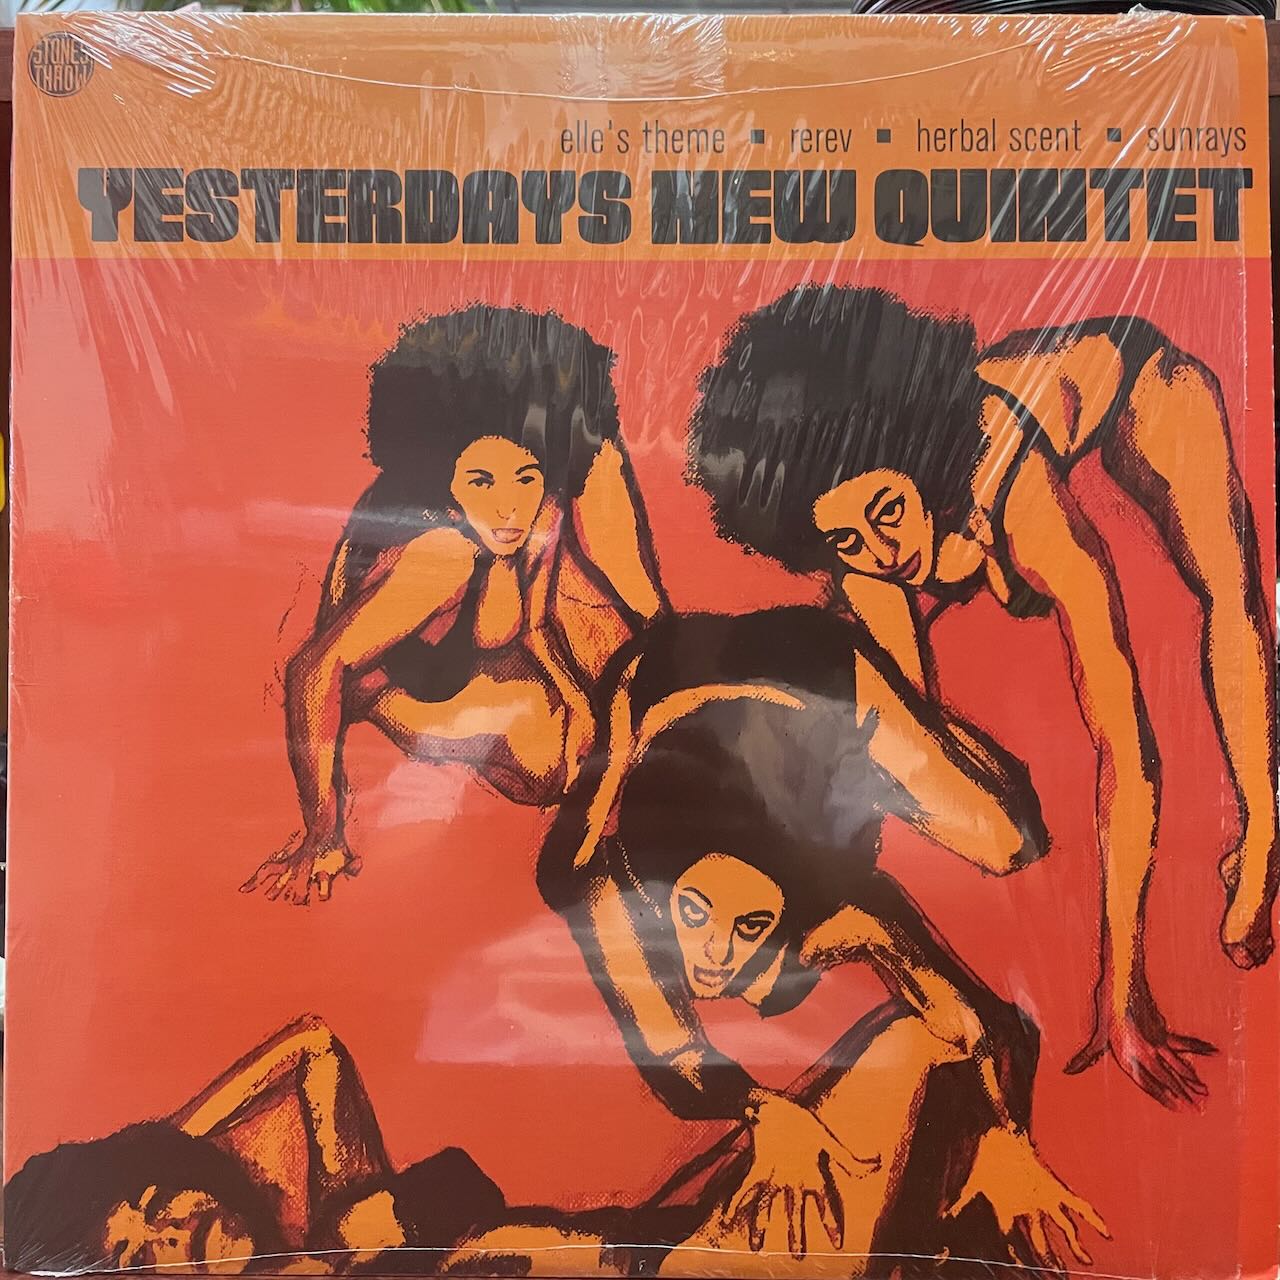 STONES
THROW
elle's theme ▪ rerev ▪ herbal scent ▪ sunrays
YESTERDAYS NEW QUINTET